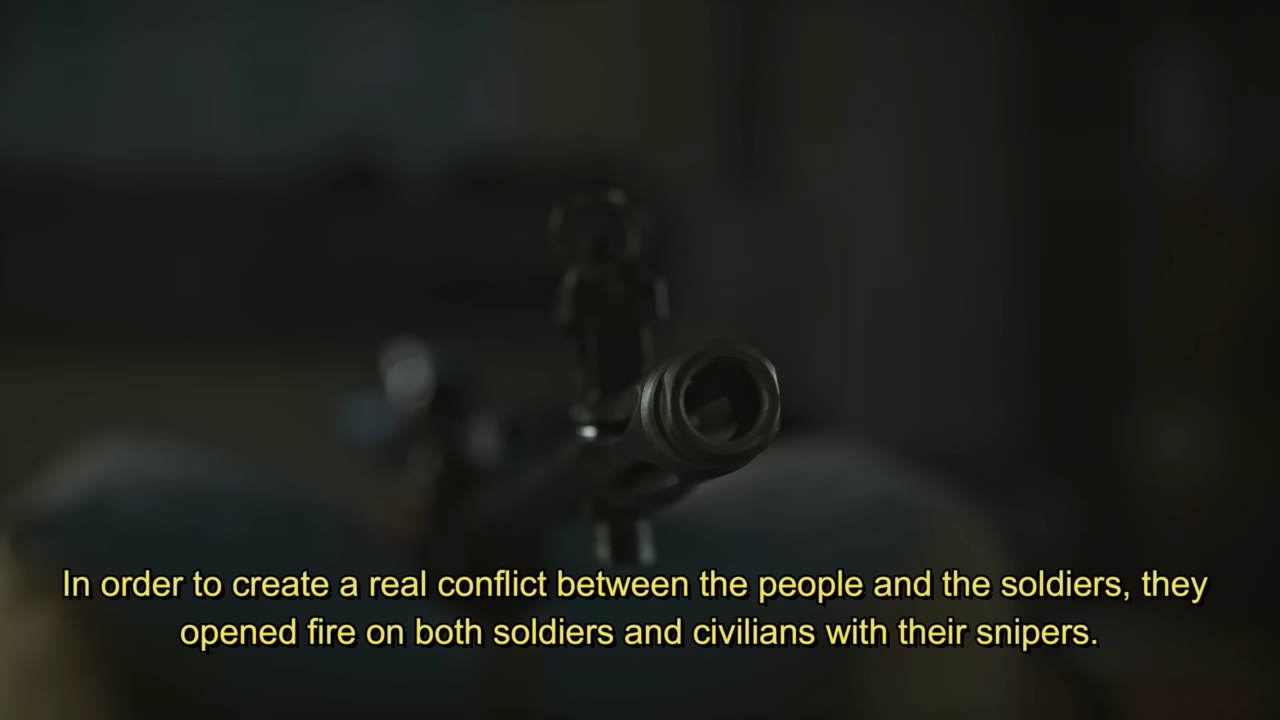 In order to create a real conflict between the people and the soldiers, they
opened fire on both soldiers and civilians with their snipers.